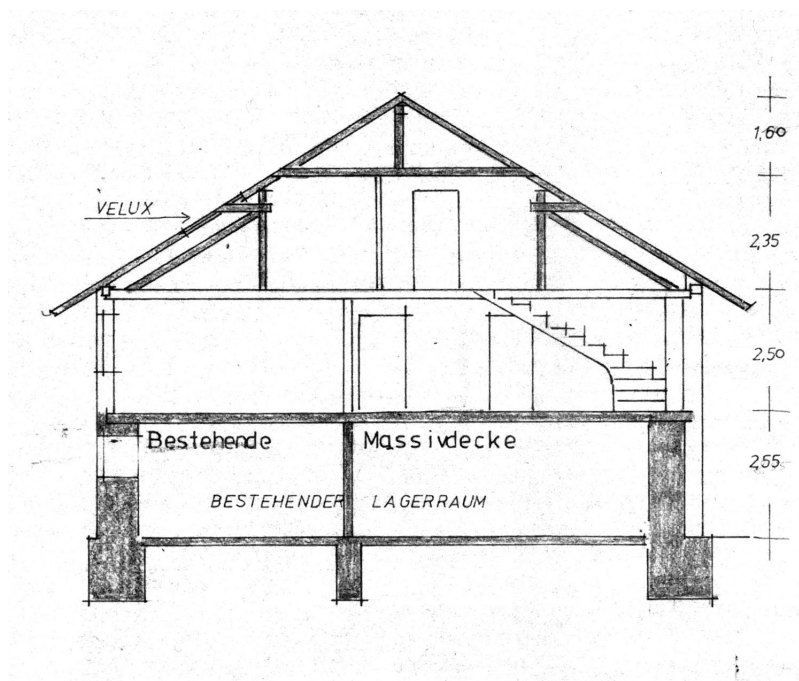 1,60
VELUX
2,35
2,50
Bestehende Massivdecke
2,55
BESTEHENDER LAGERRAUM